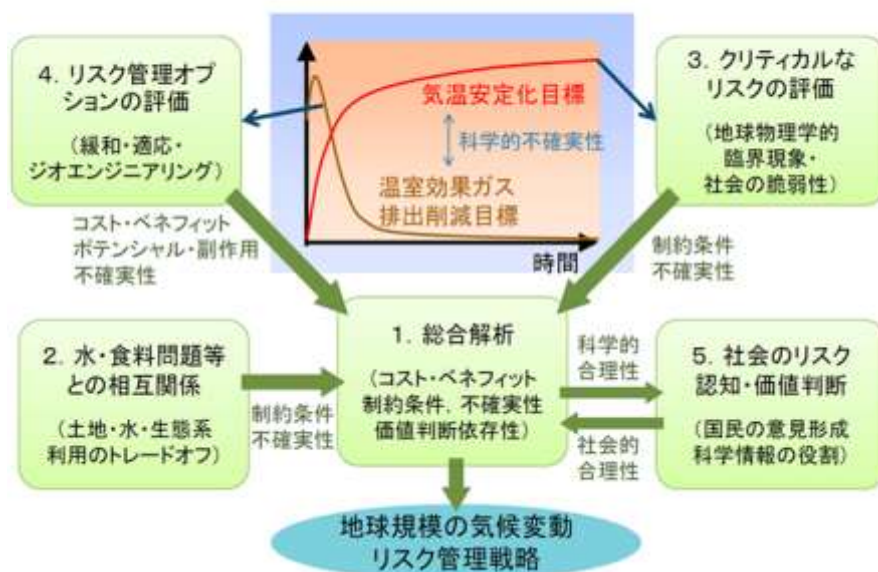 4. リスク管理オプ
ションの評価
(緩和・適応・
ジオエンジニアリング)
気温安定化目標
科学的不確実性
温室効果ガス
排出削減目標
時間
3. クリティカルな
リスクの評価
(地球物理学的
臨界現象・
社会の脆弱性)
コスト・ベネフィット
ポテンシャル・副作用
不確実性
制約条件
不確実性
2. 水・食料問題等
との相互関係
(土地・水・生態系
利用のトレードオフ)
制約条件
不確実性
1. 総合解析
(コスト・ベネフィット
制約条件, 不確実性
価値判断依存性)
科学的
合理性
社会的
合理性
5. 社会のリスク
認知・価値判断
(国民の意見形成
科学情報の役割)
地球規模の気候変動
リスク管理戦略